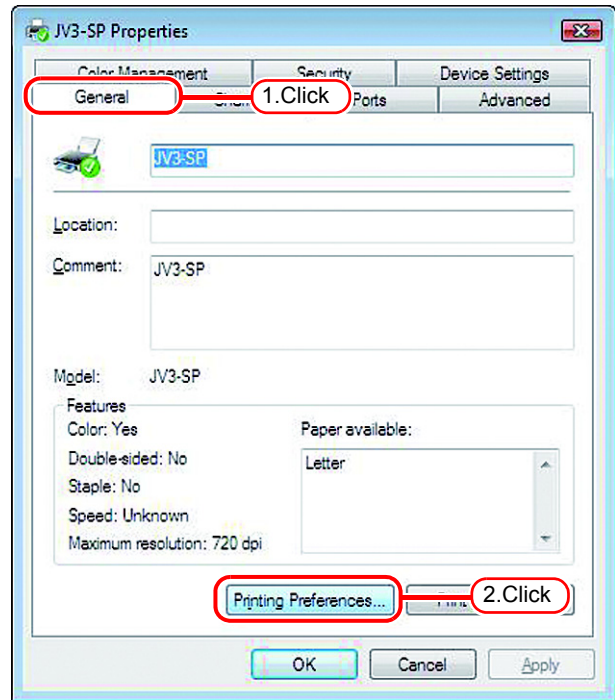 JV3-SP Properties
Color Management Security Device Settings
General 1.Click Ports Advanced
JV3-SP
Location:
Comment: JV3-SP
Model: JV3-SP
Features
Color: Yes Paper available:
Double-sided: No Letter
Staple: No
Speed: Unknown
Maximum resolution: 720 dpi
Printing Preferences... 2.Click
OK Cancel Apply